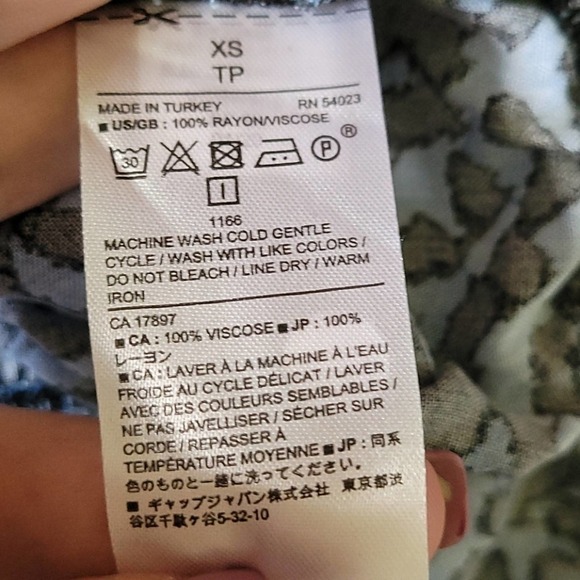 XS
TP
MADE IN TURKEY RN 54023
■ US/GB : 100% RAYON/VISCOSE
30 P ®
1166
MACHINE WASH COLD GENTLE
CYCLE / WASH WITH LIKE COLORS /
DO NOT BLEACH / LINE DRY / WARM
IRON
CA 17897
■ CA : 100% VISCOSE ■ JP : 100%
レーヨン
■ CA : LAVER À LA MACHINE À L'EAU
FROIDE AU CYCLE DÉLICAT / LAVER
AVEC DES COULEURS SEMBLABLES /
NE PAS JAVELLISER / SÉCHER SUR
CORDE / REPASSER À
TEMPÉRATURE MOYENNE ■ JP : 同系
色のものと一緒に洗ってください。
■ ギャップジャパン株式会社 東京都渋
谷区千駄ヶ谷5-32-10